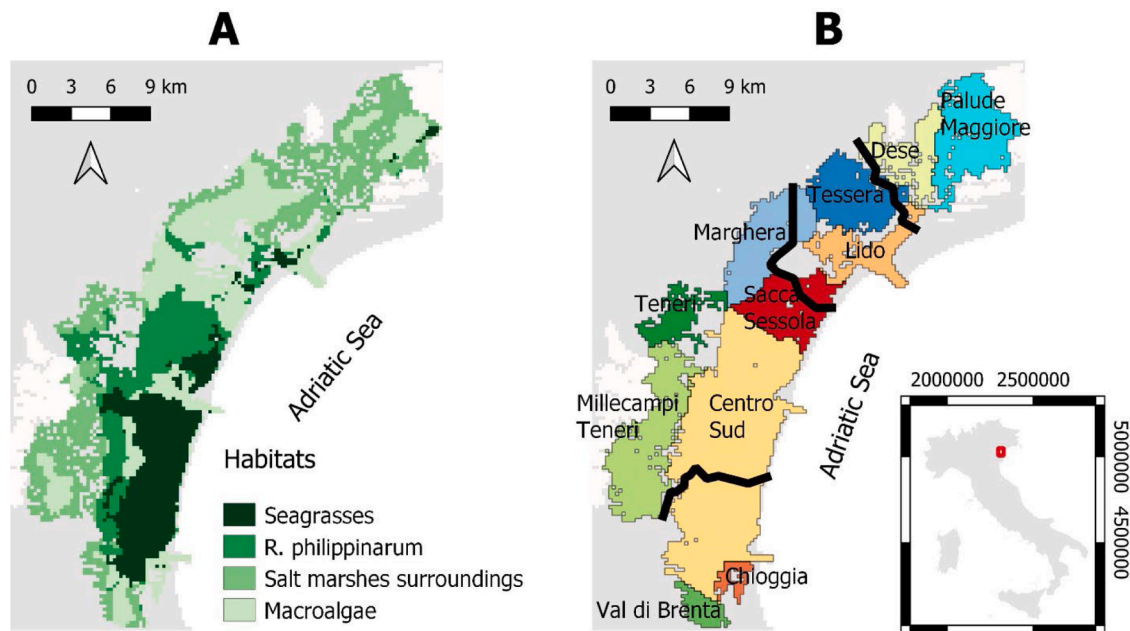 A
0 3 6 9 km
Adriatic Sea
Habitats
Seagrasses
R. philippinarum
Salt marshes surroundings
Macroalgae
B
0 3 6 9 km
Palude
Maggiore
Dese
Tessera
Marghera
Lido
Teneri
Sacca
Sessola
Millecampi
Teneri
Centro
Sud
Adriatic Sea
Chioggia
Val di Brenta
2000000 2500000
5000000
4500000